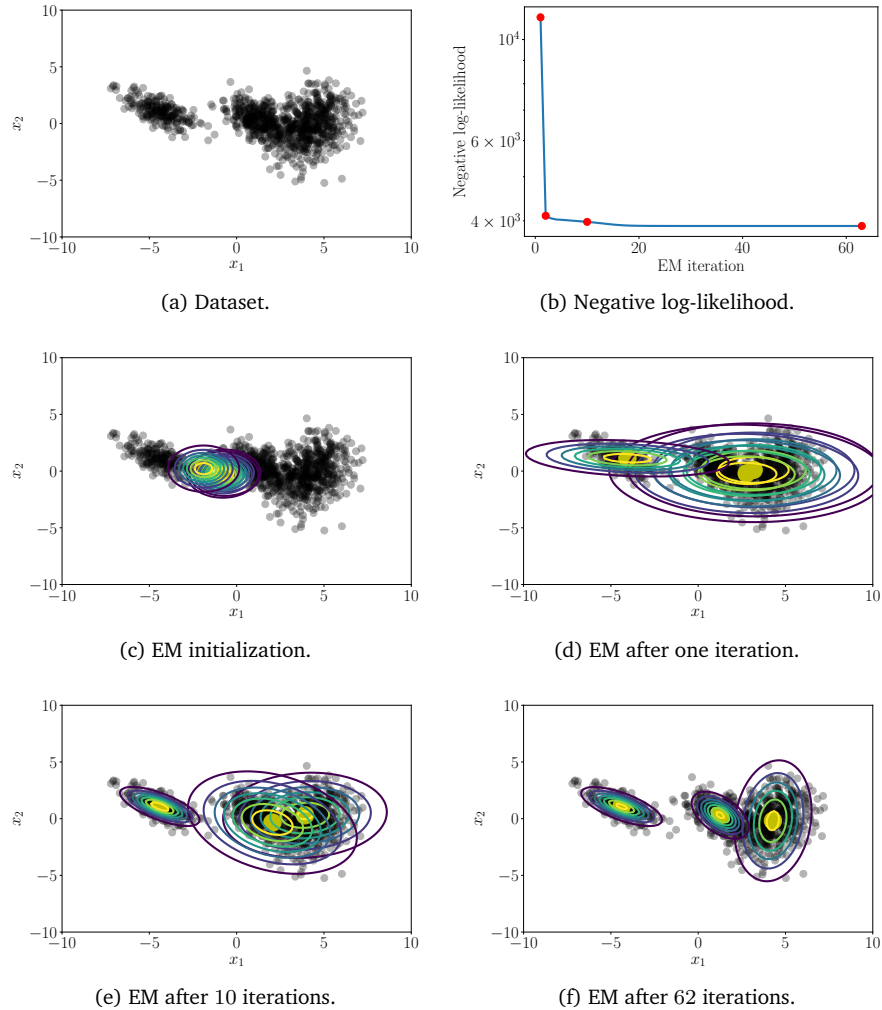 10
5
0
−5
−10
x2
−10 −5 0 5 10
x1
(a) Dataset.
10⁴
6 × 10³
4 × 10³
Negative log-likelihood
0 20 40 60
EM iteration
(b) Negative log-likelihood.
10
5
0
−5
−10
x2
−10 −5 0 5 10
x1
(c) EM initialization.
10
5
0
−5
−10
x2
−10 −5 0 5 10
x1
(d) EM after one iteration.
10
5
0
−5
−10
x2
−10 −5 0 5 10
x1
(e) EM after 10 iterations.
10
5
0
−5
−10
x2
−10 −5 0 5 10
x1
(f) EM after 62 iterations.